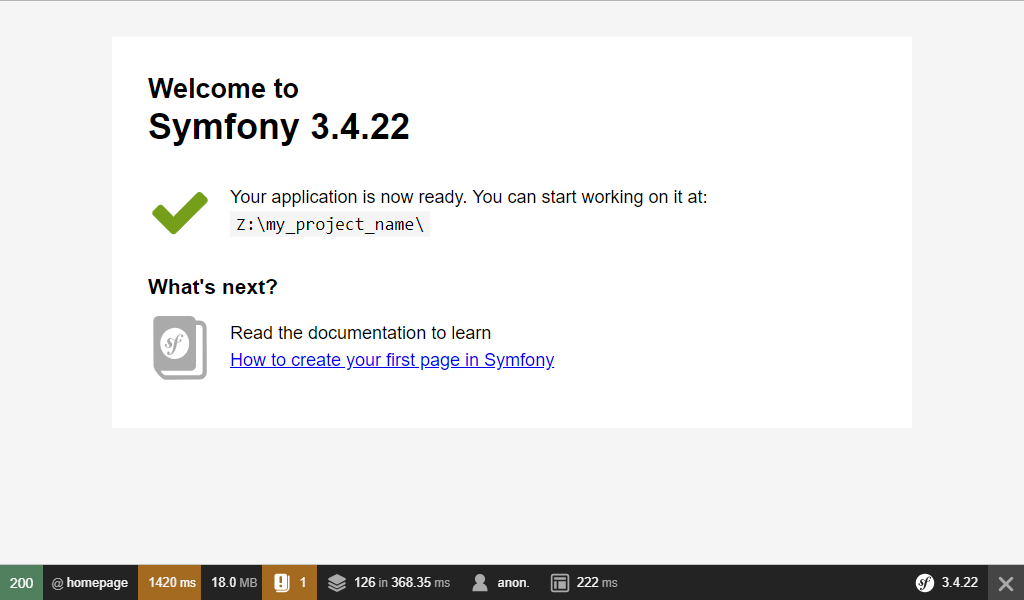 Welcome to
Symfony 3.4.22
Your application is now ready. You can start working on it at:
Z:\my_project_name\
What's next?
sf
Read the documentation to learn
How to create your first page in Symfony
200 @ homepage 1420 ms 18.0 MB 1 126 in 368.35 ms anon. 222 ms sf 3.4.22